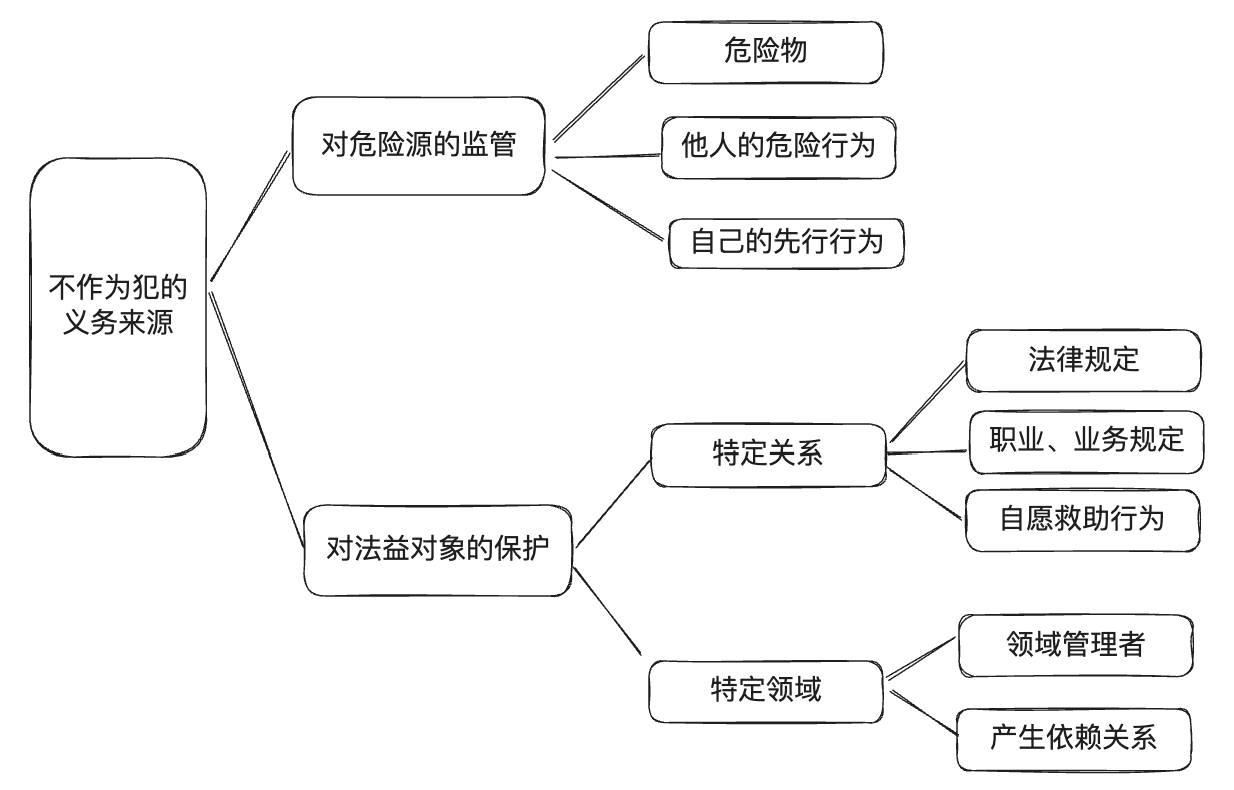 不作为犯的
义务来源
对危险源的监管
危险物
他人的危险行为
自己的先行行为
对法益对象的保护
特定关系
法律规定
职业、业务规定
自愿救助行为
特定领域
领域管理者
产生依赖关系